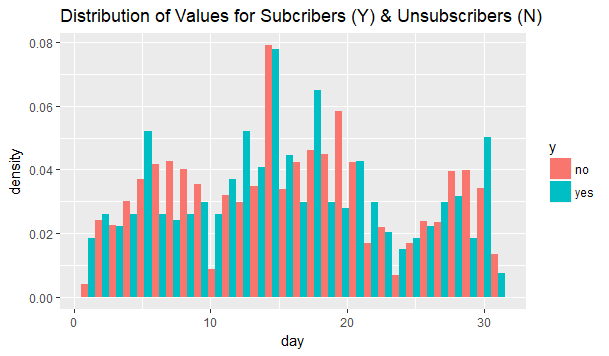 Distribution of Values for Subcribers (Y) & Unsubscribers (N)
0.08
0.06
0.04
0.02
0.00
density
0 10 20 30
day
y
no
yes